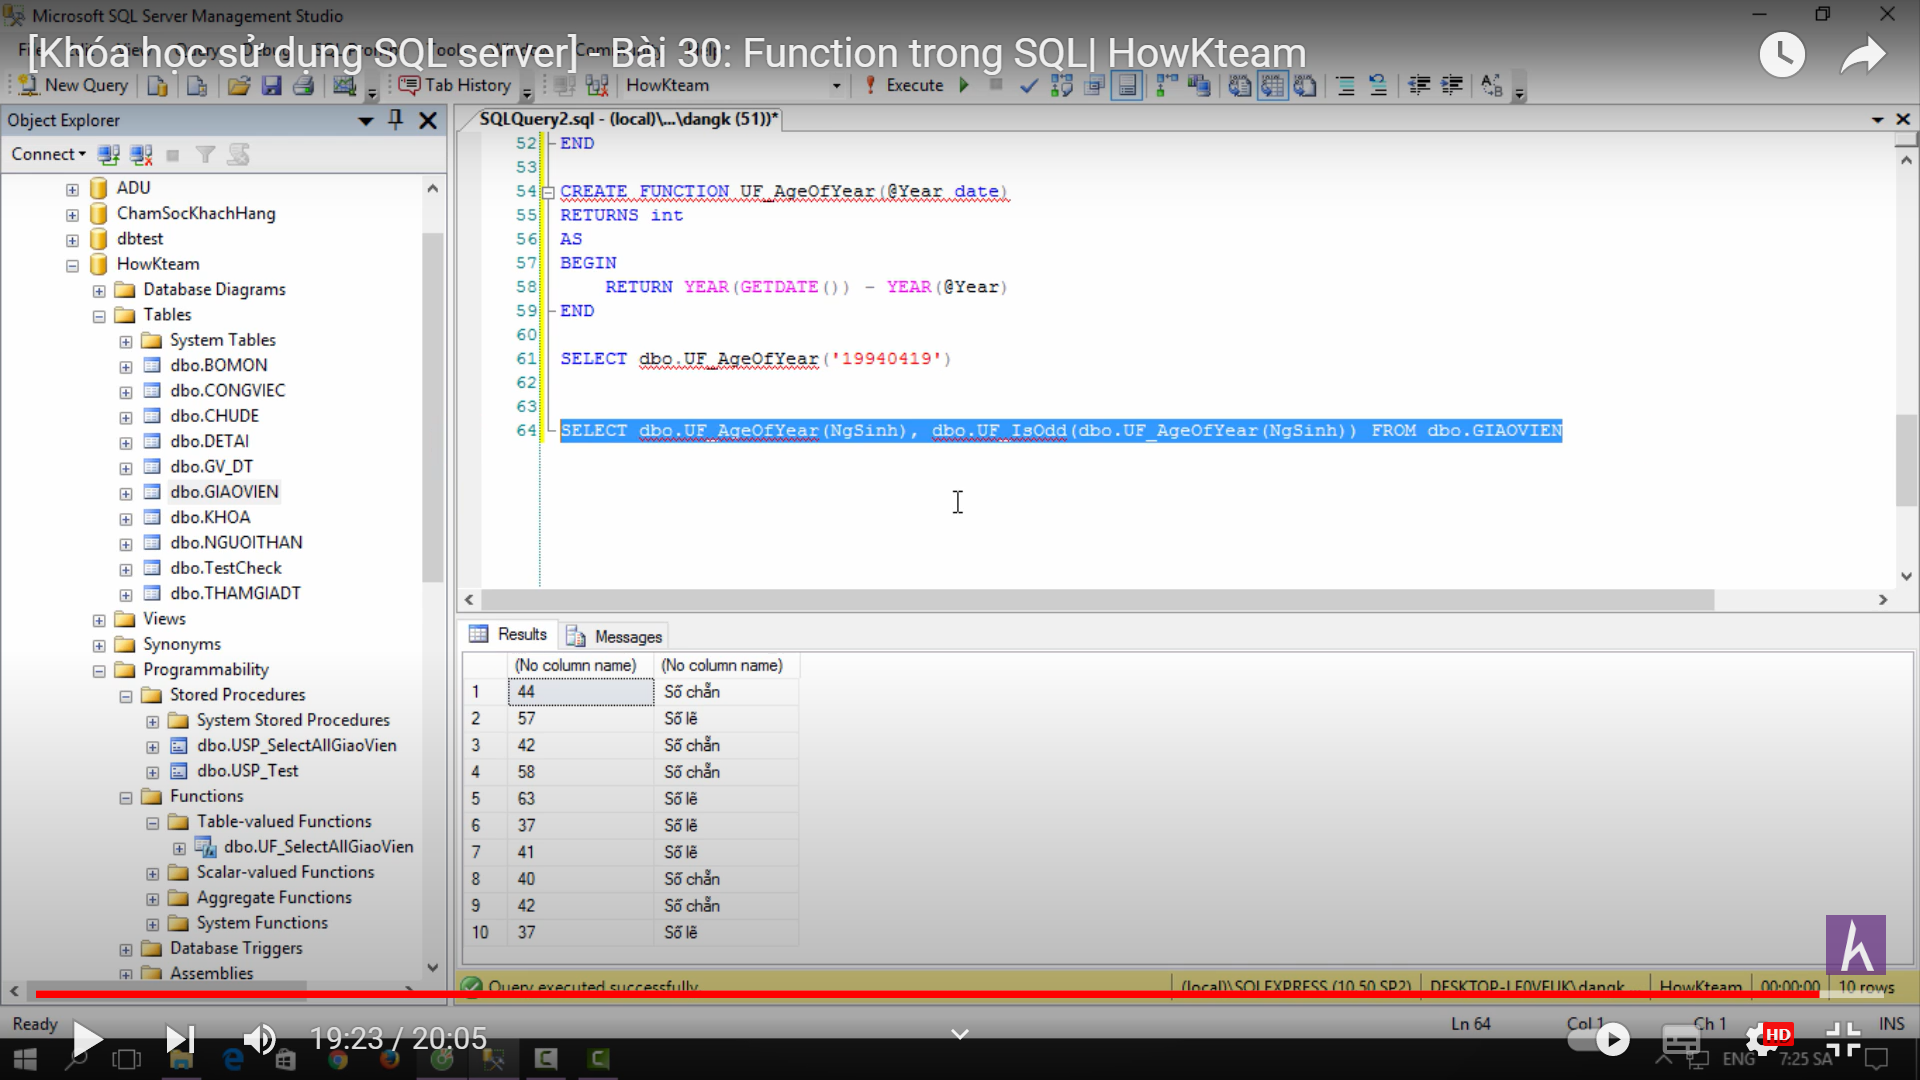 Microsoft SQL Server Management Studio
[Khóa học sử dụng SQL server] - Bài 30: Function trong SQL| HowKteam
New Query
Tab History
HowKteam
Execute
Object Explorer
SQLQuery2.sql - (local)\...\dangk (51))*
Connect
ADU
ChamSocKhachHang
dbtest
HowKteam
Database Diagrams
Tables
System Tables
dbo.BOMON
dbo.CONGVIEC
dbo.CHUDE
dbo.DETAI
dbo.GV_DT
dbo.GIAOVIEN
dbo.KHOA
dbo.NGUOITHAN
dbo.TestCheck
dbo.THAMGIADT
Views
Synonyms
Programmability
Stored Procedures
System Stored Procedures
dbo.USP_SelectAllGiaoVien
dbo.USP_Test
Functions
Table-valued Functions
dbo.UF_SelectAllGiaoVien
Scalar-valued Functions
Aggregate Functions
System Functions
Database Triggers
Assemblies
52 END
53
54 CREATE FUNCTION UF_AgeOfYear(@Year date)
55 RETURNS int
56 AS
57 BEGIN
58 RETURN YEAR(GETDATE()) - YEAR(@Year)
59 END
60
61 SELECT dbo.UF_AgeOfYear('19940419')
62
63
64 SELECT dbo.UF_AgeOfYear(NgSinh), dbo.UF_IsOdd(dbo.UF_AgeOfYear(NgSinh)) FROM dbo.GIAOVIEN
Results Messages
(No column name) (No column name)
1 44 Số chẵn
2 57 Số lẽ
3 42 Số chẵn
4 58 Số chẵn
5 63 Số lẽ
6 37 Số lẽ
7 41 Số lẽ
8 40 Số chẵn
9 42 Số chẵn
10 37 Số lẽ
h
Query executed successfully
(local)\SQLEXPRESS (10.50 SP2) HowKteam 00:00:00 10 rows
Ready Ln 64 Col 1 Ch 1 INS
19:23 / 20:05
HD
ENG 7:25 SA